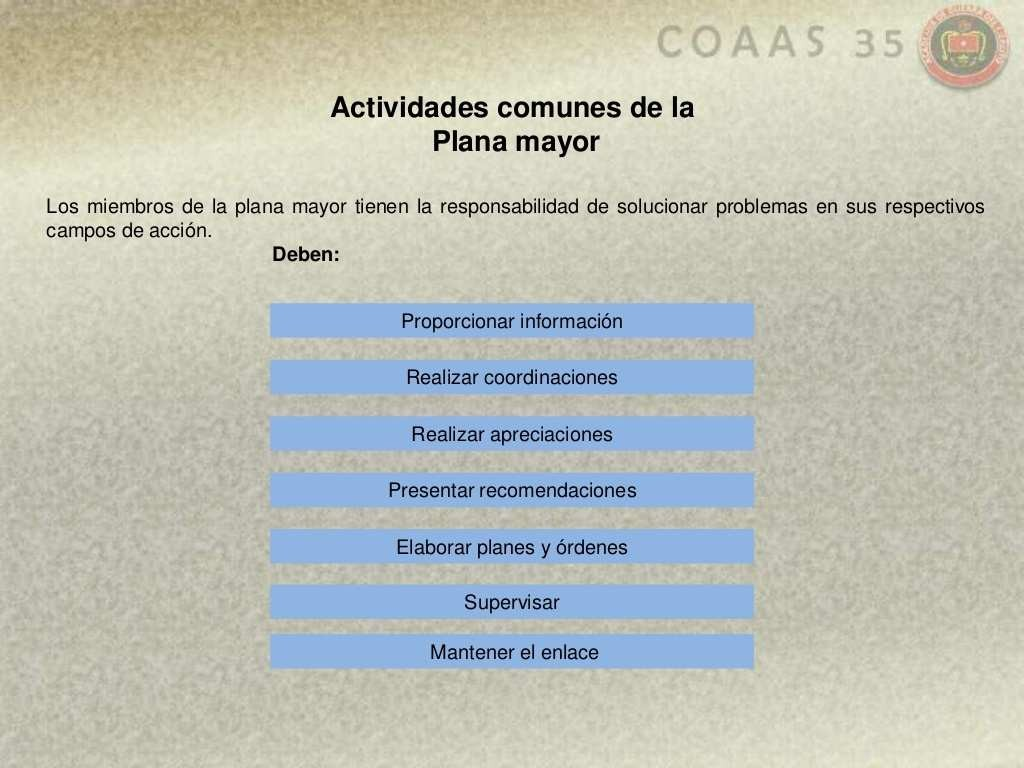 COAAS 35
Actividades comunes de la
Plana mayor
Los miembros de la plana mayor tienen la responsabilidad de solucionar problemas en sus respectivos
campos de acción.
Deben:
Proporcionar información
Realizar coordinaciones
Realizar apreciaciones
Presentar recomendaciones
Elaborar planes y órdenes
Supervisar
Mantener el enlace